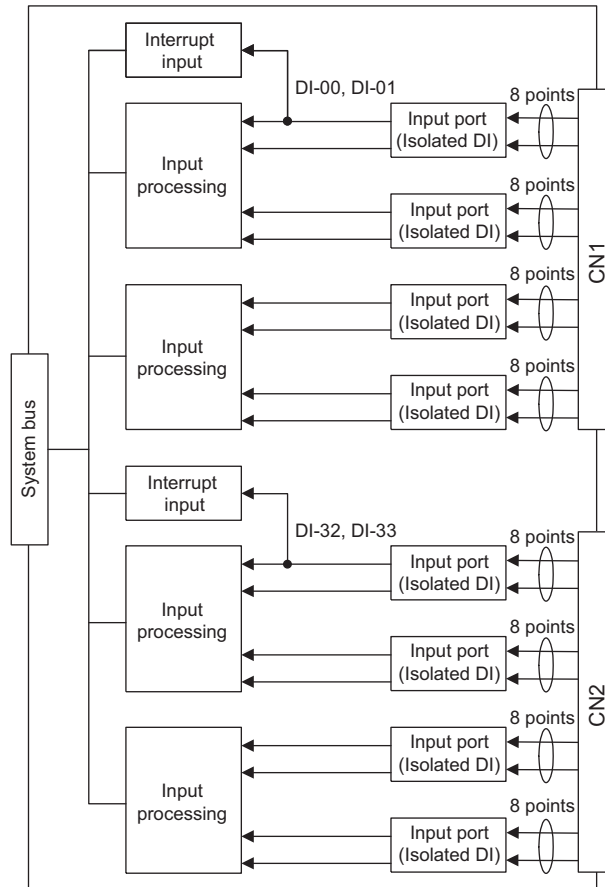 Interrupt
input
DI-00, DI-01
8 points
Input port
(Isolated DI)
Input
processing
8 points
Input port
(Isolated DI)
CN1
8 points
Input port
(Isolated DI)
Input
processing
8 points
Input port
(Isolated DI)
System bus
Interrupt
input
DI-32, DI-33
8 points
Input port
(Isolated DI)
Input
processing
8 points
Input port
(Isolated DI)
CN2
8 points
Input port
(Isolated DI)
Input
processing
8 points
Input port
(Isolated DI)